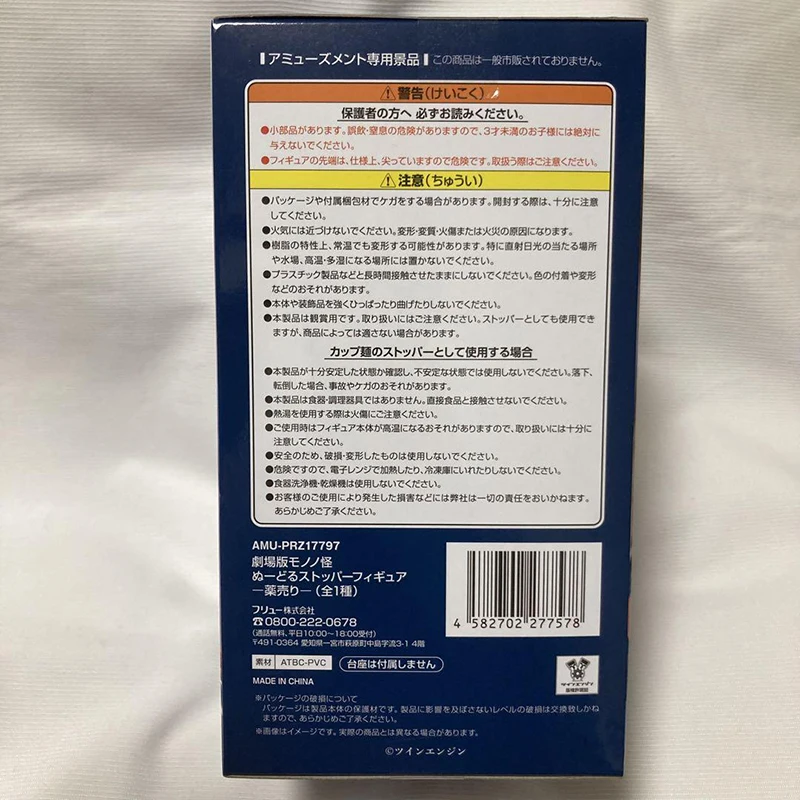 アミューズメント専用景品 この商品は一般市販されておりません。
⚠警告(けいこく)
保護者の方へ 必ずお読みください。
●小部品があります。誤飲・窒息の危険がありますので、3才未満のお子様には絶対に
与えないでください。
●フィギュアの先端は、仕様上、尖っていますので危険です。取扱う際はご注意ください。
⚠注意(ちゅうい)
●パッケージや付属梱包材でケガをする場合があります。開封する際は、十分に注意
してください。
●火気には近づけないでください。変形・変質・火傷または火災の原因になります。
●樹脂の特性上、常温でも変形する可能性があります。特に直射日光の当たる場所
や水場、高温・多湿になる場所には置かないでください。
●プラスチック製品などと長時間接触させたままにしないでください。色の付着や変形
などのおそれがあります。
●本体や装飾品を強くひっぱったり曲げたりしないでください。
●本製品は観賞用です。取り扱いにはご注意ください。ストッパーとしても使用でき
ますが、商品によっては適さない場合があります。
カップ麺のストッパーとして使用する場合
●本製品が十分安定した状態か確認し、不安定な状態では使用しないでください。落下、
転倒した場合、事故やケガのおそれがあります。
●本製品は食器・調理器具ではありません。直接食品と接触させないでください。
●熱湯を使用する際は火傷にご注意ください。
●ご使用時はフィギュア本体が高温になるおそれがありますので、取り扱いには十分に
注意してください。
●安全のため、破損・変形したものは使用しないでください。
●危険ですので、電子レンジで加熱したり、冷凍庫にいれたりしないでください。
●食器洗浄機・乾燥機は使用しないでください。
●お客様のご使用により発生した損害などには弊社は一切の責任をおいかねます。
あらかじめご了承ください。
AMU-PRZ17797
劇場版モノノ怪
ぬーどるストッパーフィギュア
―薬売り―(全1種)
フリュー株式会社
☎0800-222-0678
(通話無料、平日10:00〜18:00受付)
〒491-0364 愛知県一宮市萩原町中島字流3-1 4階
4 582702 277578
素材 ATBC-PVC 台座は付属しません
MADE IN CHINA
ツインエンジン
版権許諾証
※パッケージの破損について
パッケージは製品本体の保護材です。製品に影響を及ぼさないレベルの破損は交換致しかね
ますので、あらかじめご了承ください。
※画像はイメージです。実際の商品とは異なる場合があります。
©ツインエンジン